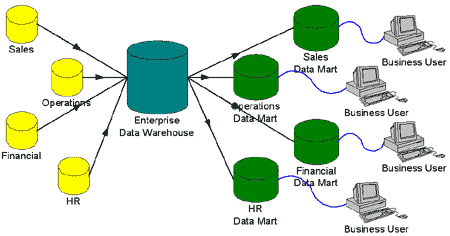 Sales
Operations
Financial
HR
Enterprise
Data Warehouse
Sales
Data Mart
Operations
Data Mart
Financial
Data Mart
HR
Data Mart
Business User
Business User
Business User
Business User